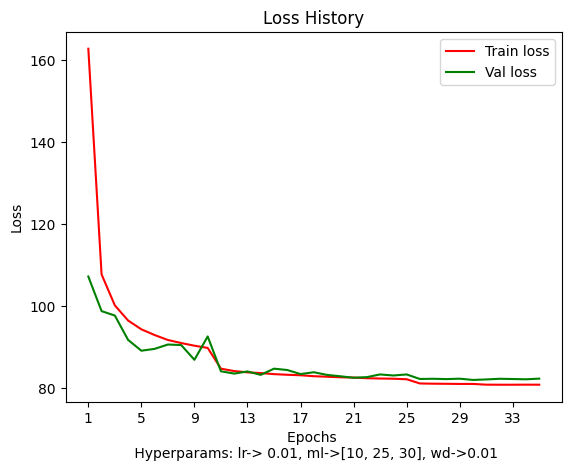 Loss History
Train loss
Val loss
Loss
160
140
120
100
80
1 5 9 13 17 21 25 29 33
Epochs
Hyperparams: lr-> 0.01, ml->[10, 25, 30], wd->0.01